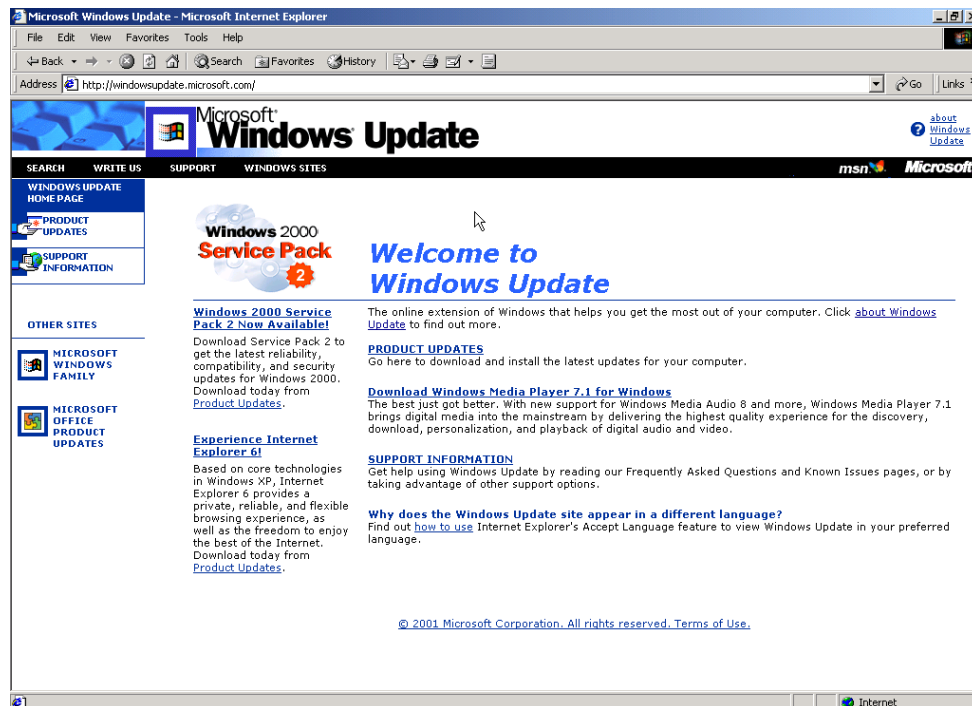 Microsoft Windows Update - Microsoft Internet Explorer
File Edit View Favorites Tools Help
Back Search Favorites History
Address http://windowsupdate.microsoft.com/ Go Links
Microsoft
Windows Update
about
Windows
Update
SEARCH WRITE US SUPPORT WINDOWS SITES msn Microsoft
WINDOWS UPDATE
HOME PAGE
PRODUCT
UPDATES
SUPPORT
INFORMATION
OTHER SITES
MICROSOFT
WINDOWS
FAMILY
MICROSOFT
OFFICE
PRODUCT
UPDATES
Windows 2000
Service Pack
2
Windows 2000 Service
Pack 2 Now Available!
Download Service Pack 2 to
get the latest reliability,
compatibility, and security
updates for Windows 2000.
Download today from
Product Updates.
Experience Internet
Explorer 6!
Based on core technologies
in Windows XP, Internet
Explorer 6 provides a
private, reliable, and flexible
browsing experience, as
well as the freedom to enjoy
the best of the Internet.
Download today from
Product Updates.
Welcome to
Windows Update
The online extension of Windows that helps you get the most out of your computer. Click about Windows
Update to find out more.
PRODUCT UPDATES
Go here to download and install the latest updates for your computer.
Download Windows Media Player 7.1 for Windows
The best just got better. With new support for Windows Media Audio 8 and more, Windows Media Player 7.1
brings digital media into the mainstream by delivering the highest quality experience for the discovery,
download, personalization, and playback of digital audio and video.
SUPPORT INFORMATION
Get help using Windows Update by reading our Frequently Asked Questions and Known Issues pages, or by
taking advantage of other support options.
Why does the Windows Update site appear in a different language?
Find out how to use Internet Explorer's Accept Language feature to view Windows Update in your preferred
language.
© 2001 Microsoft Corporation. All rights reserved. Terms of Use.
Internet